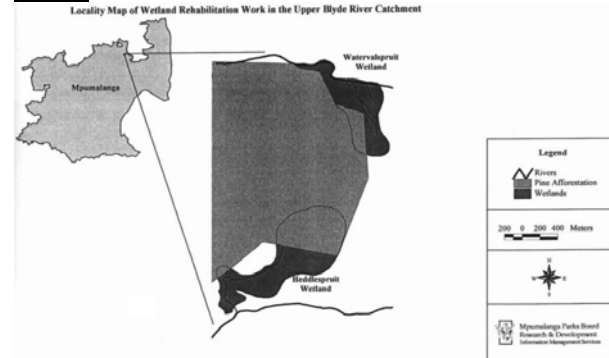 Locality Map of Wetland Rehabilitation Work in the Upper Blyde River Catchment
Mpumalanga
Watervalspruit
Wetland
Heddlespruit
Wetland
Legend
Rivers
Pine Afforestation
Wetlands
200 0 200 400 Meters
N
W E
S
Mpumalanga Parks Board
Research & Development
Information Management Services